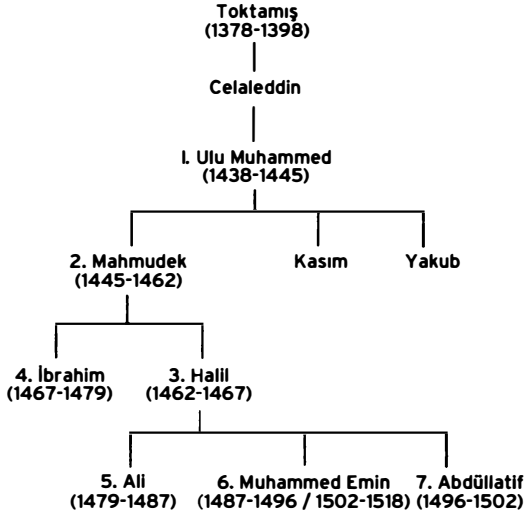 Toktamış
(1378-1398)
Celaleddin
1. Ulu Muhammed
(1438-1445)
2. Mahmudek
(1445-1462)
Kasım
Yakub
4. İbrahim
(1467-1479)
3. Halil
(1462-1467)
5. Ali
(1479-1487)
6. Muhammed Emin
(1487-1496 / 1502-1518)
7. Abdüllatif
(1496-1502)